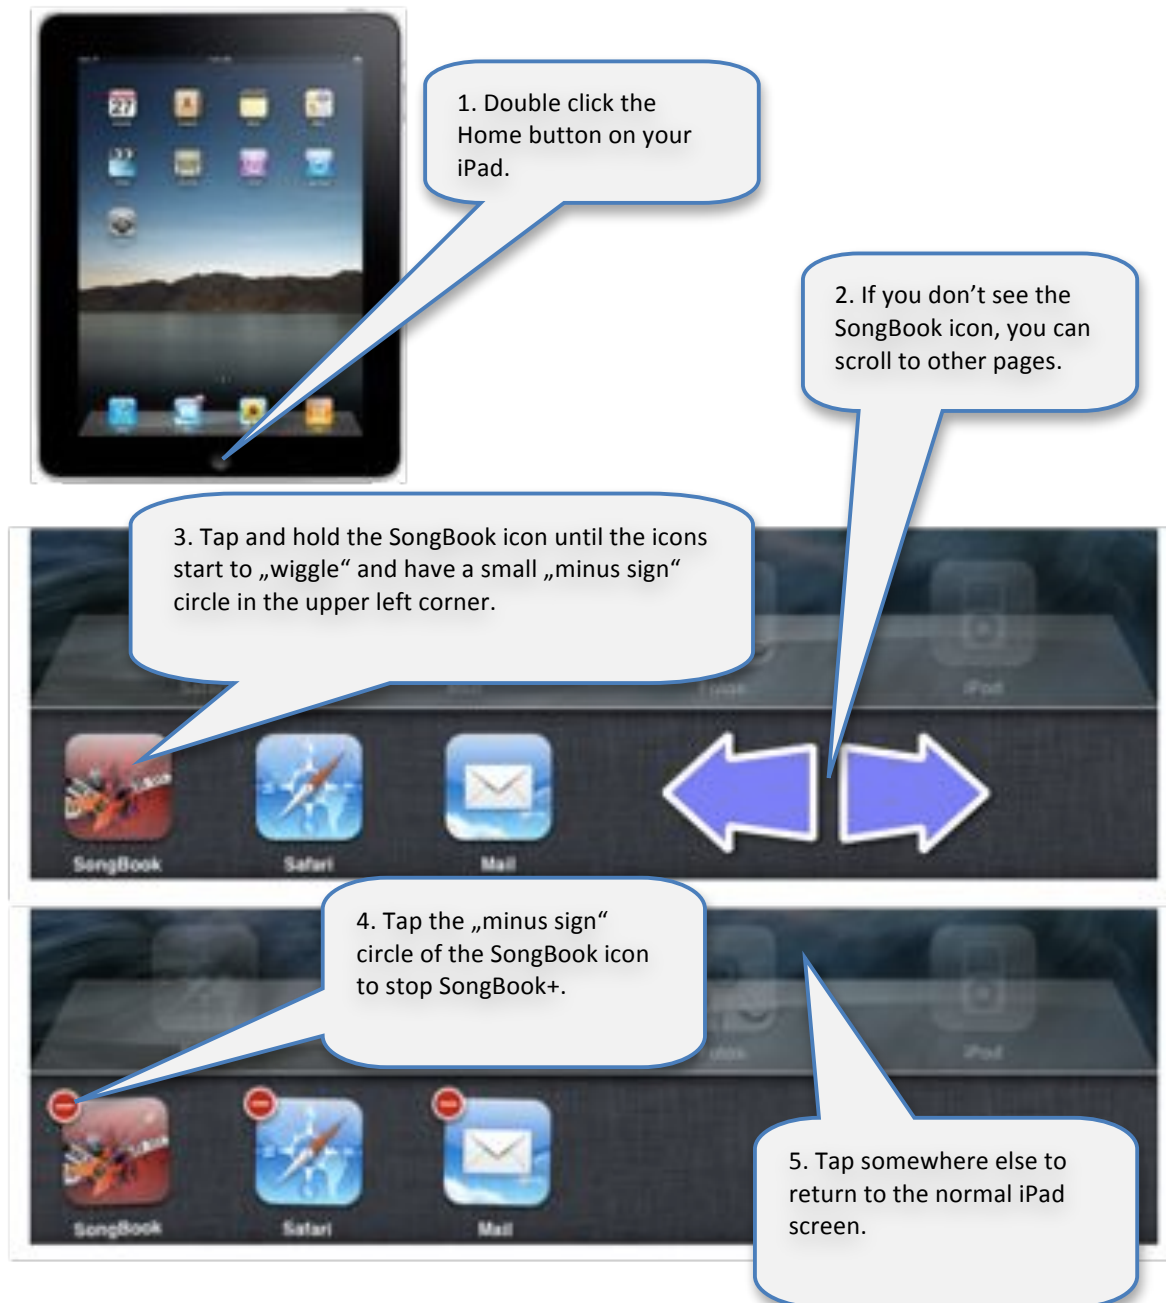 1. Double click the
Home button on your
iPad.
27
2. If you don’t see the
SongBook icon, you can
scroll to other pages.
3. Tap and hold the SongBook icon until the icons
start to „wiggle“ and have a small „minus sign“
circle in the upper left corner.
iPod
SongBook
Safari
Mail
4. Tap the „minus sign“
circle of the SongBook icon
to stop SongBook+.
iPod
SongBook
Safari
Mail
5. Tap somewhere else to
return to the normal iPad
screen.